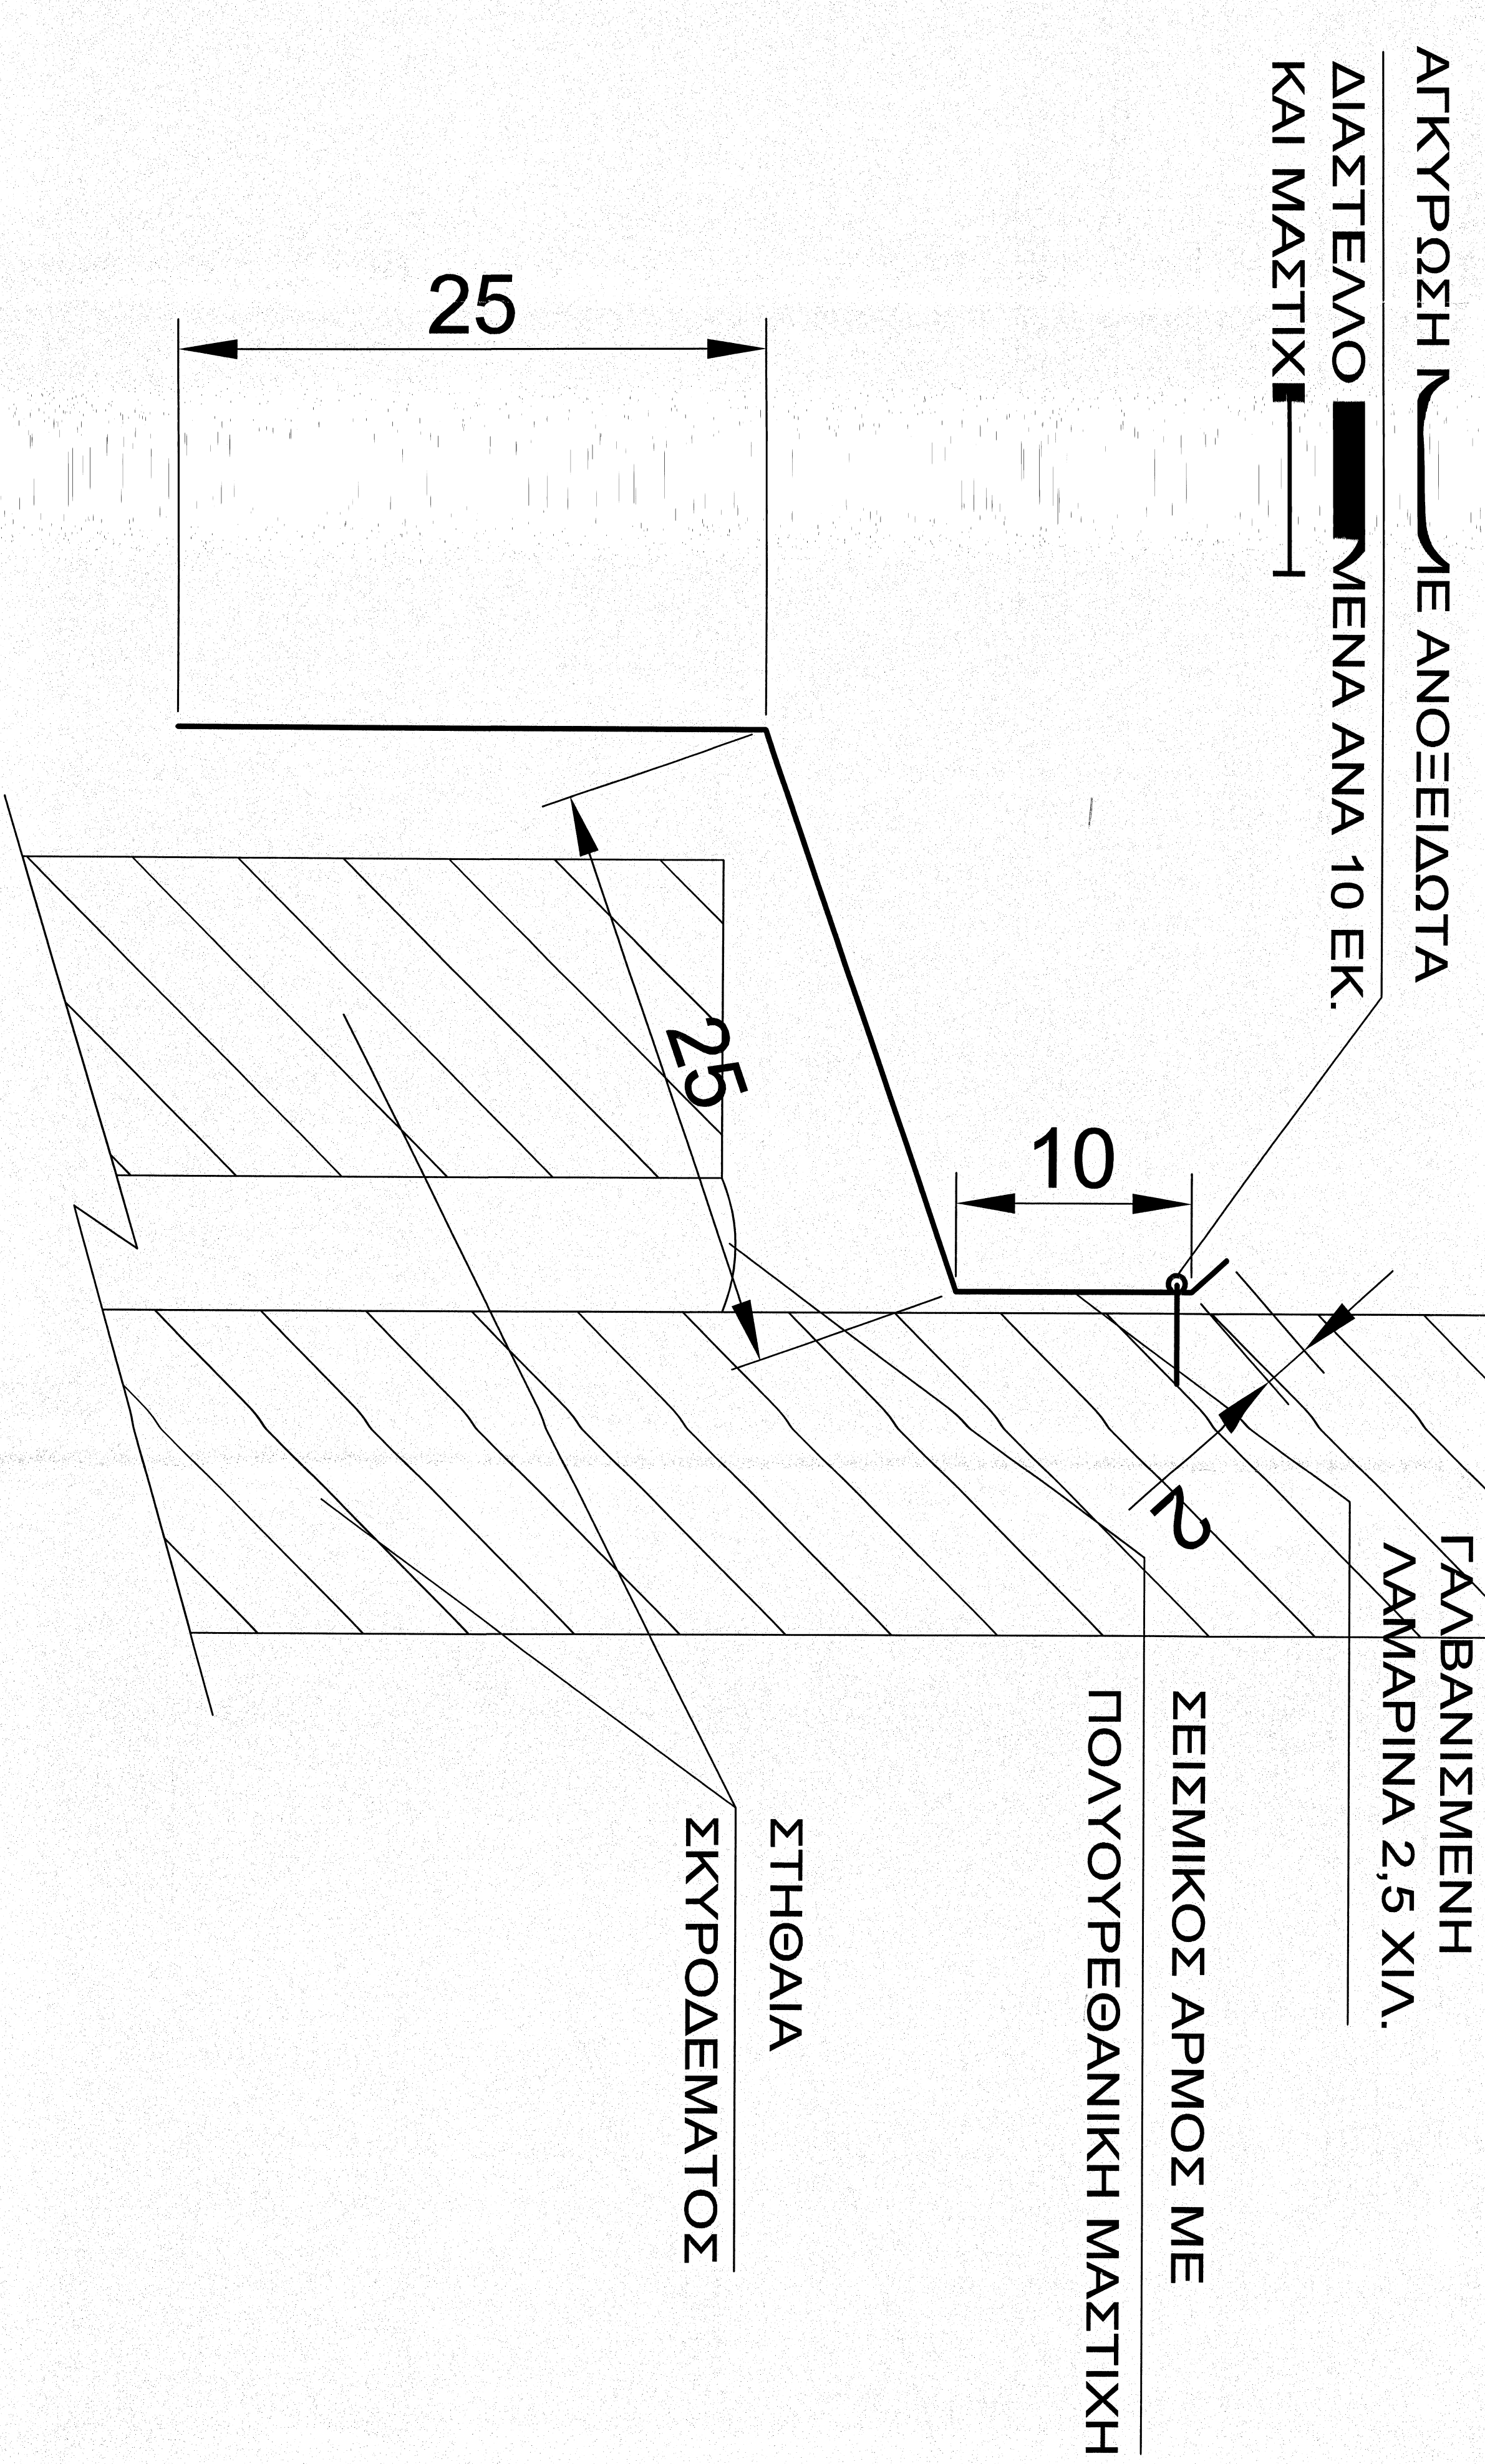 ΑΓΚΥΡΩΣΗ ΜΕ ΑΝΟΞΕΙΔΩΤΑ
ΔΙΑΣΤΕΛΛΟΜΕΝΑ ΑΝΑ 10 ΕΚ.
ΚΑΙ ΜΑΣΤΙΧΗ
ΓΑΛΒΑΝΙΣΜΕΝΗ
ΛΑΜΑΡΙΝΑ 2,5 ΧΙΛ.
ΣΕΙΣΜΙΚΟΣ ΑΡΜΟΣ ΜΕ
ΠΟΛΥΟΥΡΕΘΑΝΙΚΗ ΜΑΣΤΙΧΗ
ΣΤΗΘΑΙΑ
ΣΚΥΡΟΔΕΜΑΤΟΣ
25
25
10
2